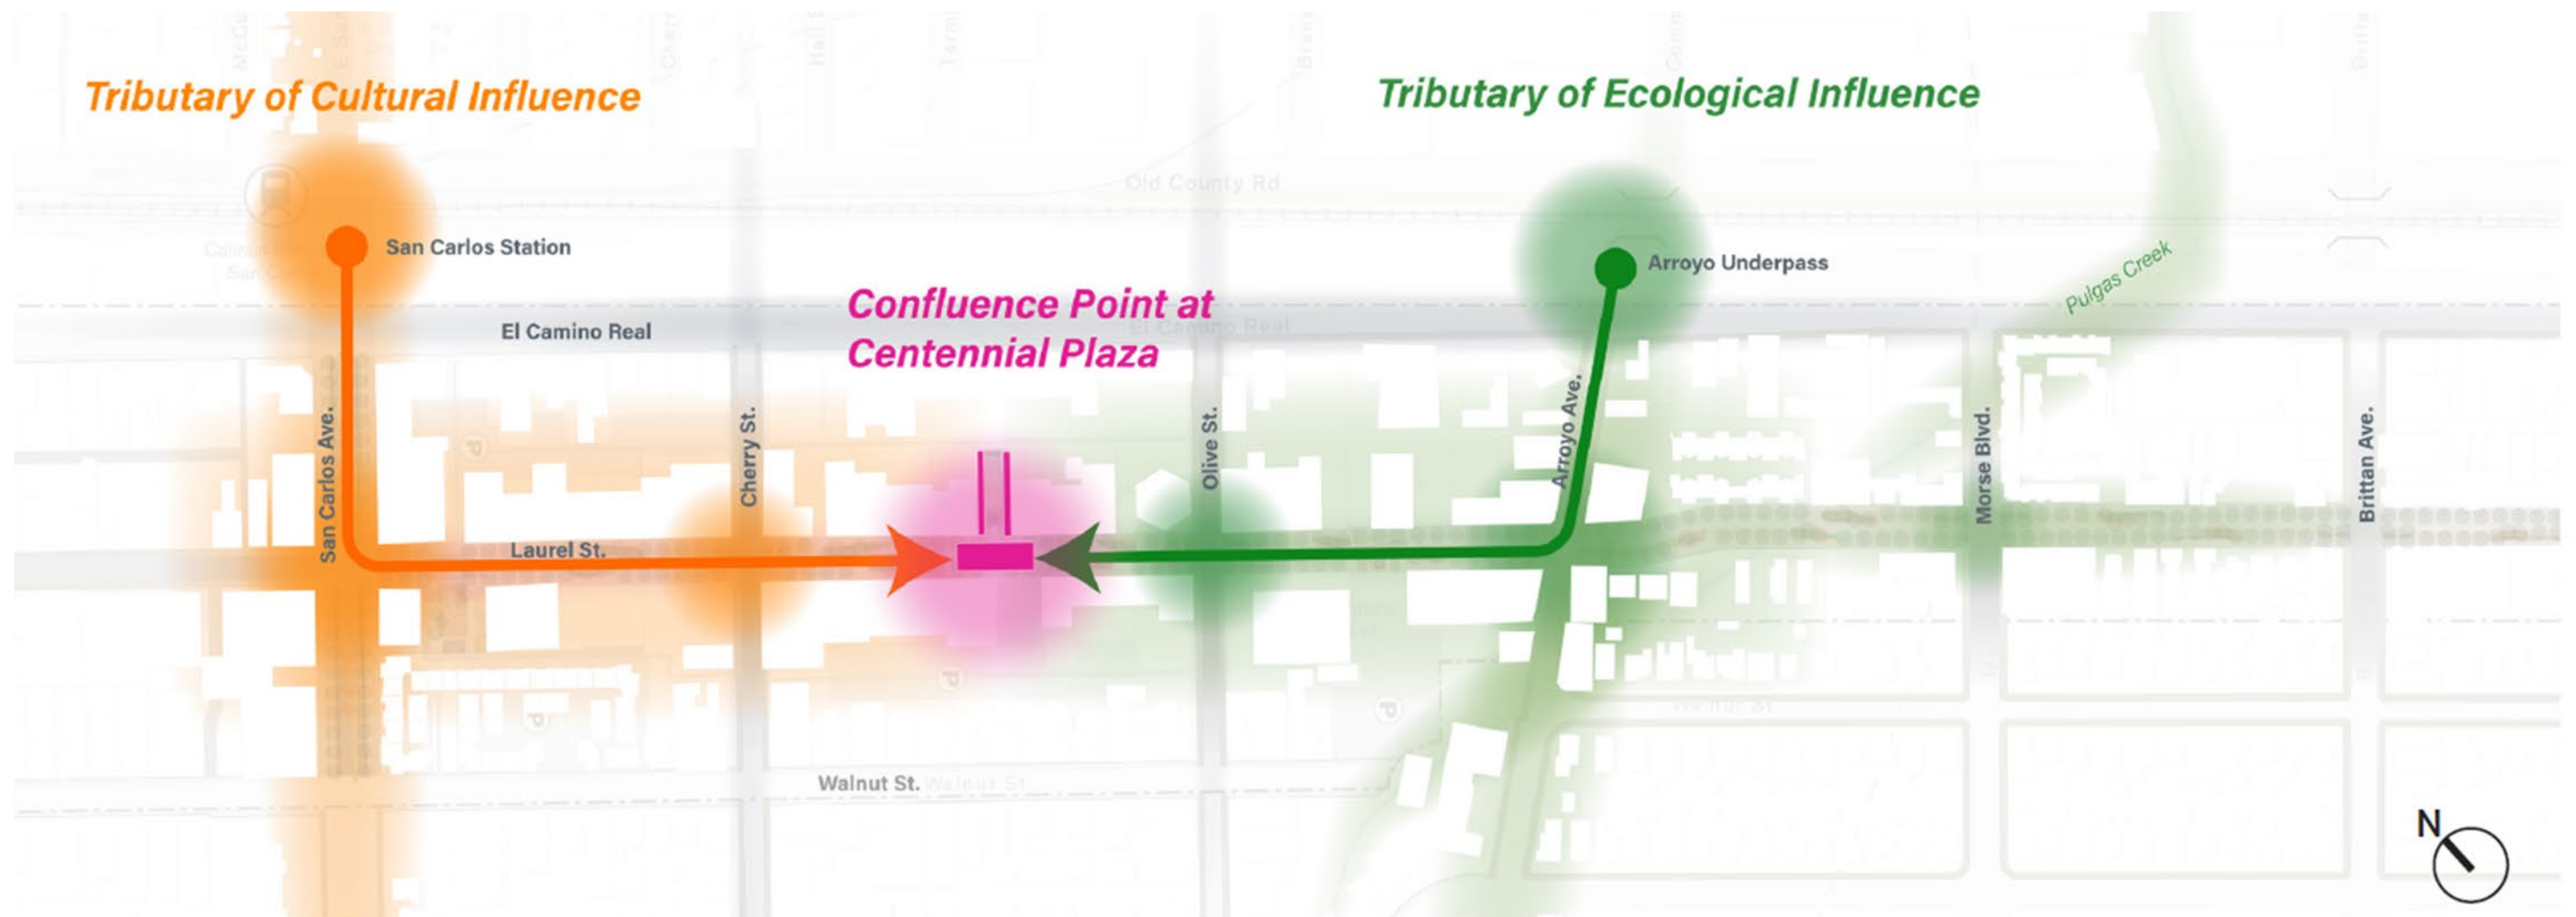 Tributary of Cultural Influence
Tributary of Ecological Influence
Old County Rd
San Carlos Station
Arroyo Underpass
Pulgas Creek
Confluence Point at
Centennial Plaza
El Camino Real
El Camino Real
San Carlos Ave.
Cherry St.
Olive St.
Arroyo Ave.
Morse Blvd.
Brittan Ave.
Laurel St.
P
P
P
P
Walnut St
Walnut St.
Walnut St
N